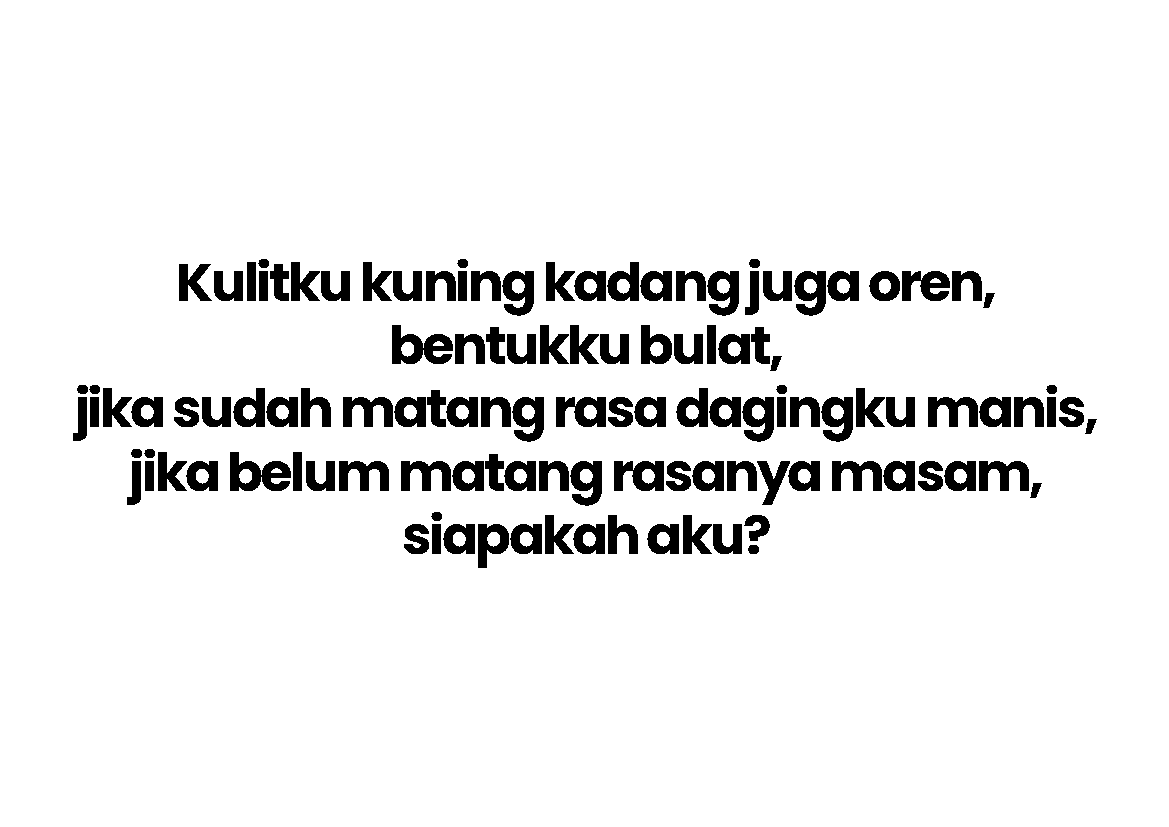 Kulitku kuning kadang juga oren,
bentukku bulat,
jika sudah matang rasa dagingku manis,
jika belum matang rasanya masam,
siapakah aku?